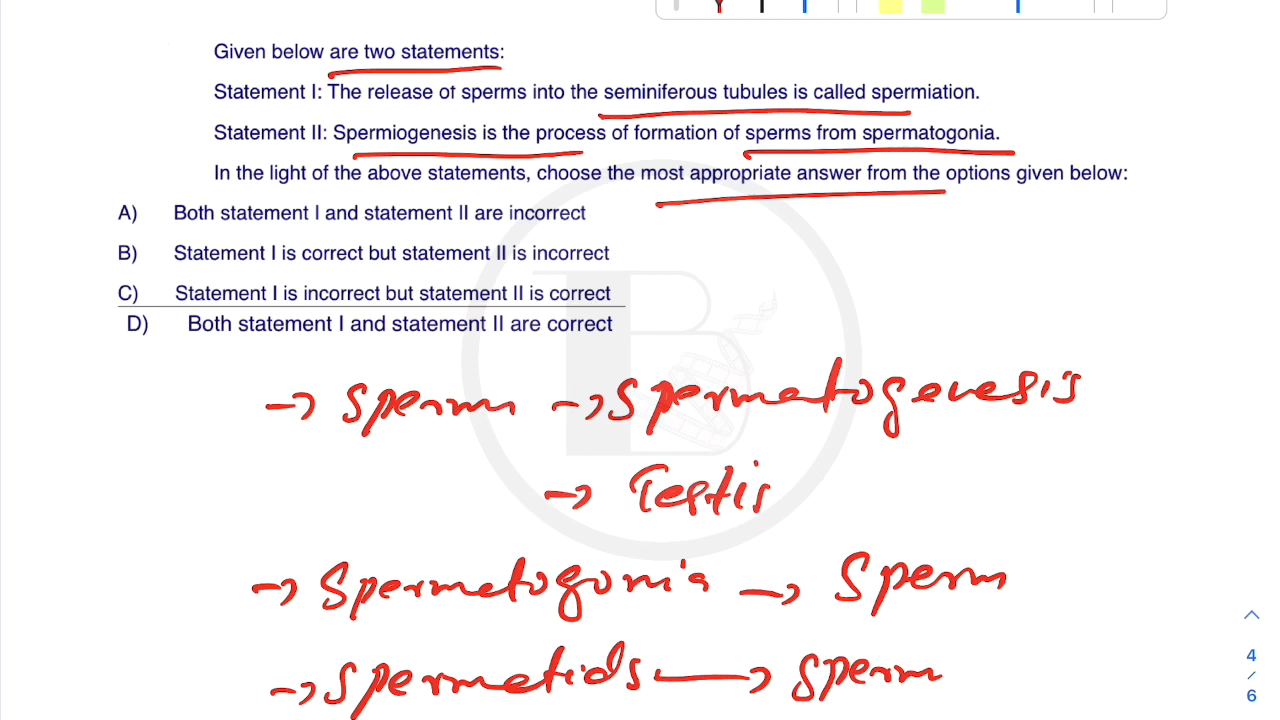 Given below are two statements:
Statement I: The release of sperms into the seminiferous tubules is called spermiation.
Statement II: Spermiogenesis is the process of formation of sperms from spermatogonia.
In the light of the above statements, choose the most appropriate answer from the options given below:
A) Both statement I and statement II are incorrect
B) Statement I is correct but statement II is incorrect
C) Statement I is incorrect but statement II is correct
D) Both statement I and statement II are correct
→ Sperm → Spermatogenesis
→ Testis
→ Spermetogonia → Sperm
→ Spermetids → Sperm
4
/
6